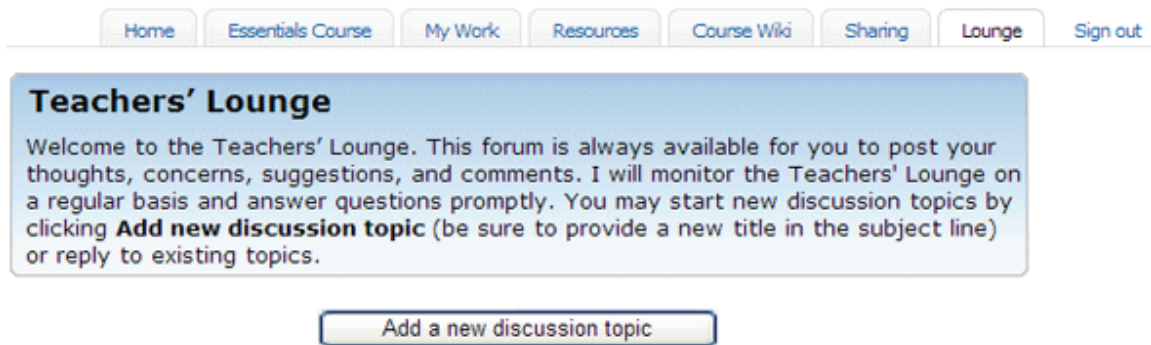 Home Essentials Course My Work Resources Course Wiki Sharing Lounge Sign out
Teachers’ Lounge
Welcome to the Teachers’ Lounge. This forum is always available for you to post your
thoughts, concerns, suggestions, and comments. I will monitor the Teachers' Lounge on
a regular basis and answer questions promptly. You may start new discussion topics by
clicking Add new discussion topic (be sure to provide a new title in the subject line)
or reply to existing topics.
Add a new discussion topic